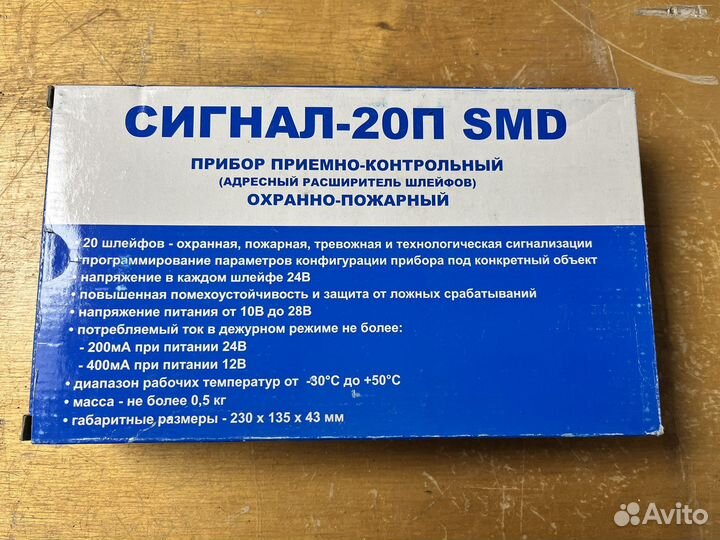 СИГНАЛ-20П SMD
ПРИБОР ПРИЕМНО-КОНТРОЛЬНЫЙ
(АДРЕСНЫЙ РАСШИРИТЕЛЬ ШЛЕЙФОВ)
ОХРАННО-ПОЖАРНЫЙ
20 шлейфов - охранная, пожарная, тревожная и технологическая сигнализации
программирование параметров конфигурации прибора под конкретный объект
• напряжение в каждом шлейфе 24В
• повышенная помехоустойчивость и защита от ложных срабатываний
• напряжение питания от 10В до 28В
• потребляемый ток в дежурном режиме не более:
- 200мА при питании 24В
- 400мА при питании 12В
• диапазон рабочих температур от -30°С до +50°С
• масса - не более 0,5 кг
• габаритные размеры - 230 х 135 х 43 мм
Avito